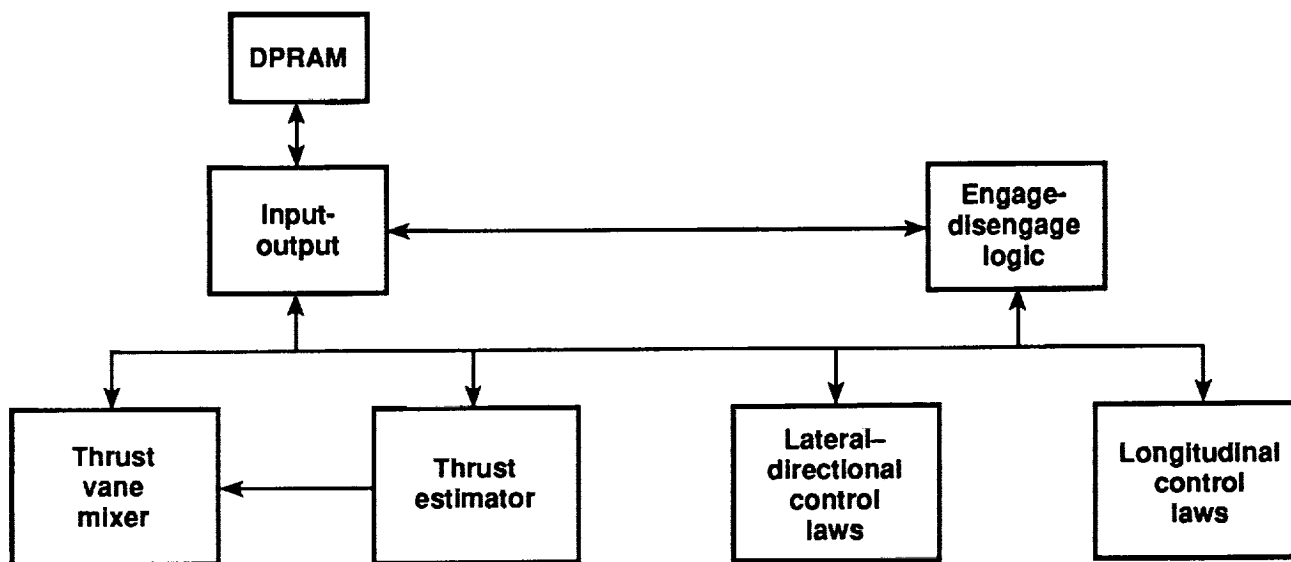 DPRAM
Input-
output
Engage-
disengage
logic
Thrust
vane
mixer
Thrust
estimator
Lateral–
directional
control
laws
Longitudinal
control
laws